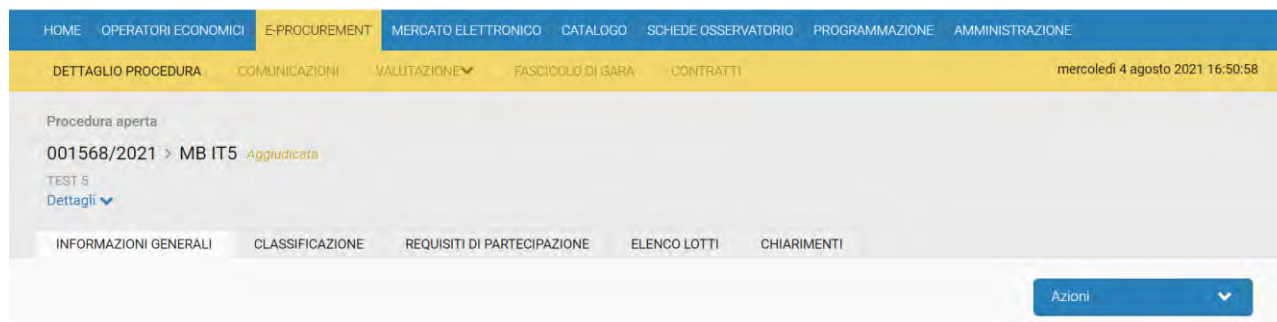 HOME OPERATORI ECONOMICI E-PROCUREMENT MERCATO ELETTRONICO CATALOGO SCHEDE OSSERVATORIO PROGRAMMAZIONE AMMINISTRAZIONE
DETTAGLIO PROCEDURA COMUNICAZIONI VALUTAZIONE FASCICOLO DI GARA CONTRATTI mercoledì 4 agosto 2021 16:50:58
Procedura aperta
001568/2021 > MB IT5 Aggiudicata
TEST 5
Dettagli
INFORMAZIONI GENERALI CLASSIFICAZIONE REQUISITI DI PARTECIPAZIONE ELENCO LOTTI CHIARIMENTI
Azioni